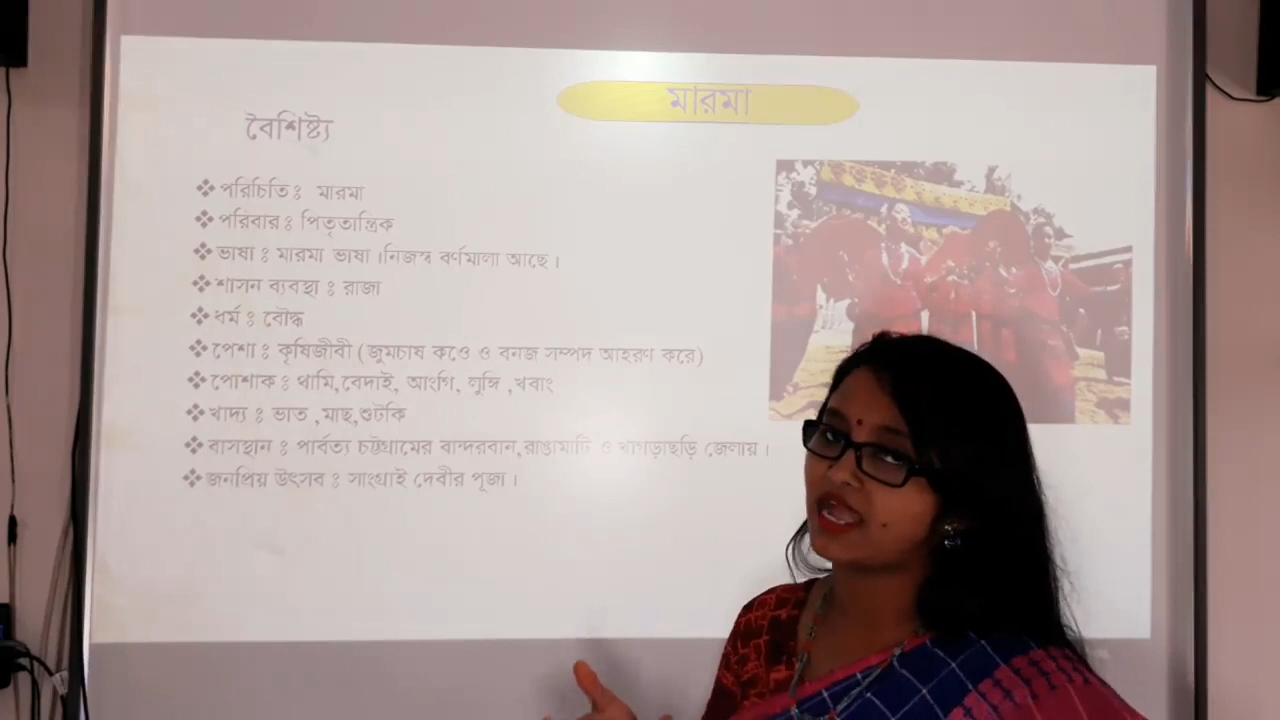 মারমা
বৈশিষ্ট্য
❖পরিচিতি ঃ মারমা
❖পরিবার ঃ পিতৃতান্ত্রিক
❖ভাষা ঃ মারমা ভাষা ।নিজস্ব বর্ণমালা আছে ।
❖শাসন ব্যবস্থা ঃ রাজা
❖ধর্ম ঃ বৌদ্ধ
❖পেশা ঃ কৃষিজীবী (জুমচাষ কওে ও বনজ সম্পদ আহরণ করে)
❖পোশাক ঃ থামি,বেদাই, আংগি, লুঙ্গি ,খবাং
❖খাদ্য ঃ ভাত ,মাছ,শুটকি
❖বাসস্থান ঃ পার্বত্য চট্টগ্রামের বান্দরবান,রাঙামাটি ও খাগড়াছড়ি জেলায় ।
❖জনপ্রিয় উৎসব ঃ সাংগ্রাই দেবীর পূজা ।